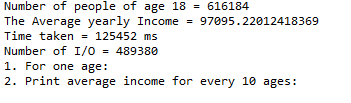 Number of people of age 18 = 616184
The Average yearly Income = 97095.22012418369
Time taken = 125452 ms
Number of I/O = 489380
1. For one age:
2. Print average income for every 10 ages: